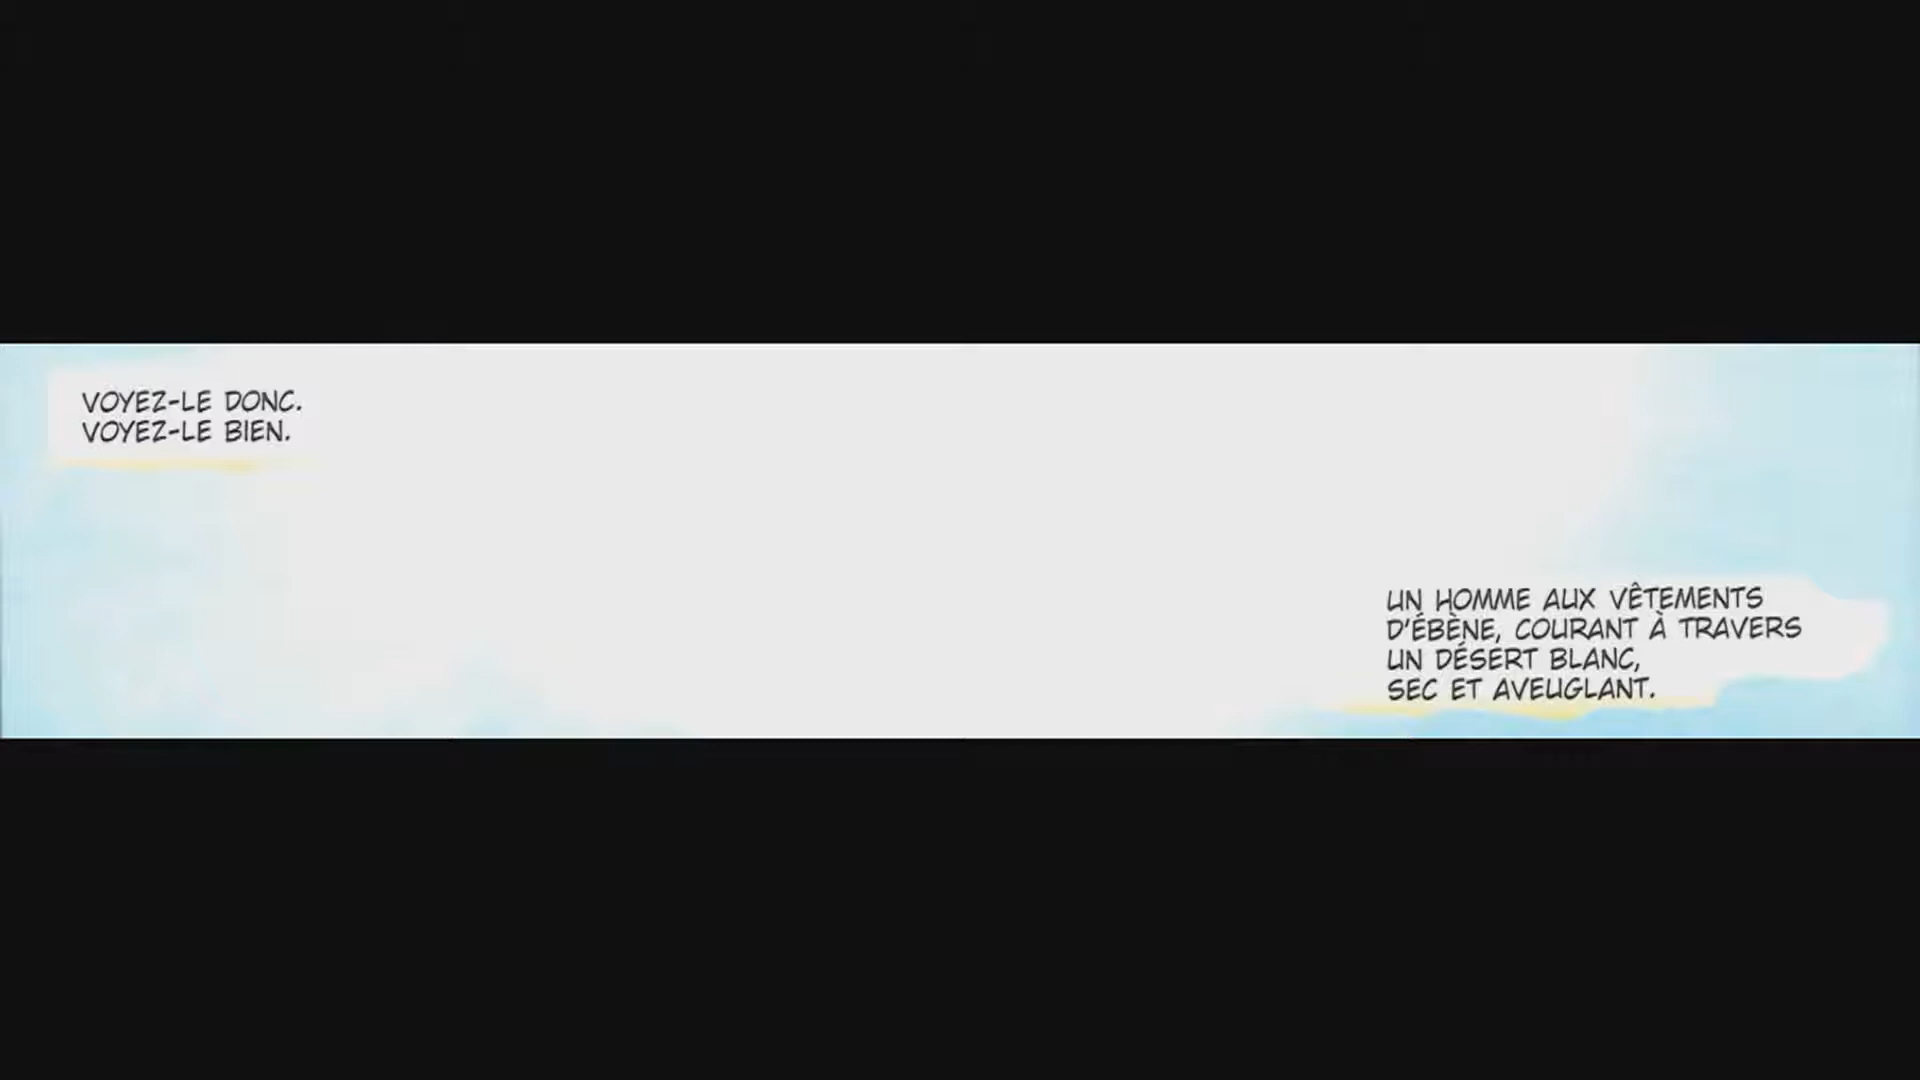 VOYEZ-LE DONC.
VOYEZ-LE BIEN.
UN HOMME AUX VÊTEMENTS
D'ÉBÈNE, COURANT À TRAVERS
UN DÉSERT BLANC,
SEC ET AVEUGLANT.